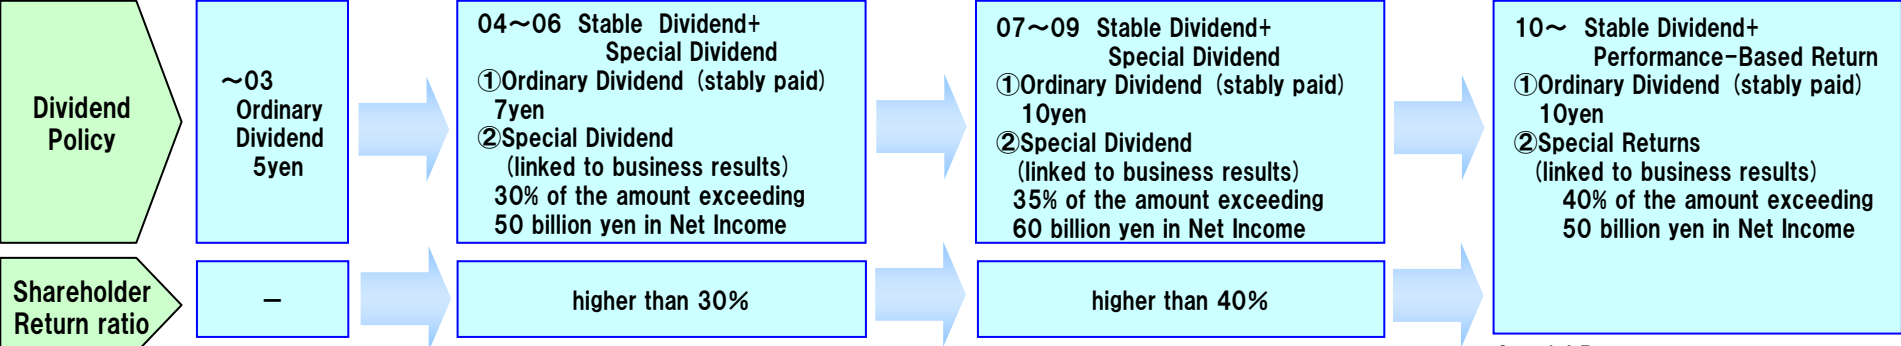 Dividend
Policy
～03
Ordinary
Dividend
5yen
04～06 Stable Dividend+
Special Dividend
①Ordinary Dividend (stably paid)
7yen
②Special Dividend
(linked to business results)
30% of the amount exceeding
50 billion yen in Net Income
07～09 Stable Dividend+
Special Dividend
①Ordinary Dividend (stably paid)
10yen
②Special Dividend
(linked to business results)
35% of the amount exceeding
60 billion yen in Net Income
10～ Stable Dividend+
Performance-Based Return
①Ordinary Dividend (stably paid)
10yen
②Special Returns
(linked to business results)
40% of the amount exceeding
50 billion yen in Net Income
Shareholder
Return ratio
—
higher than 30%
higher than 40%